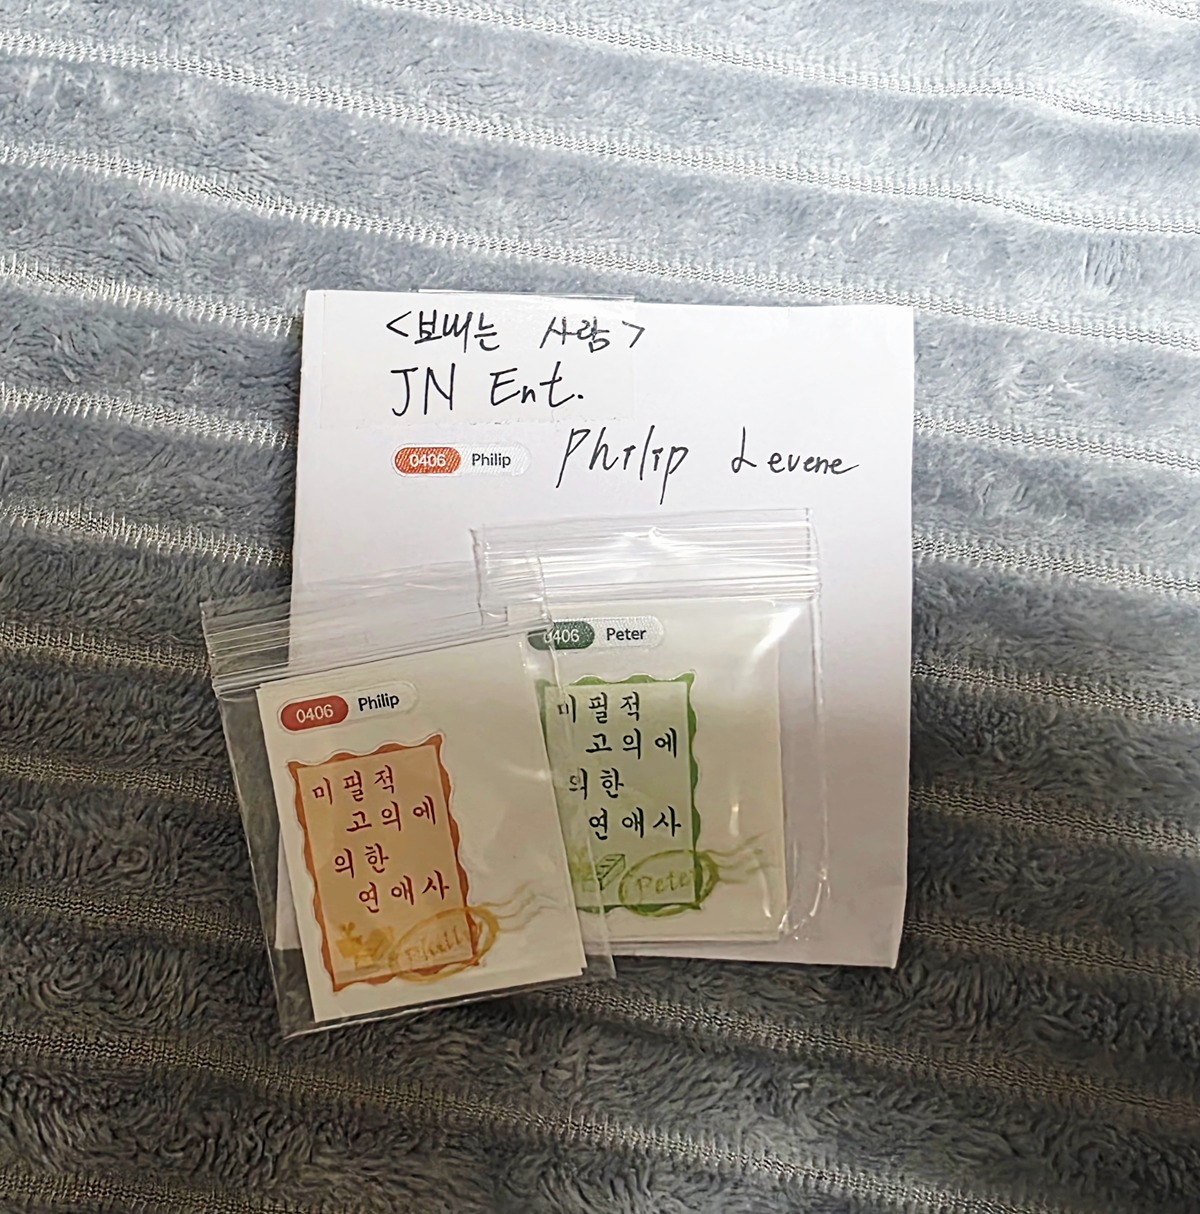 <보내는 사람>
JN Ent.
0406 Philip
Philip Levene
0406 Peter
미필적
고의에
의한
연애사
Peter
0406 Philip
미필적
고의에
의한
연애사